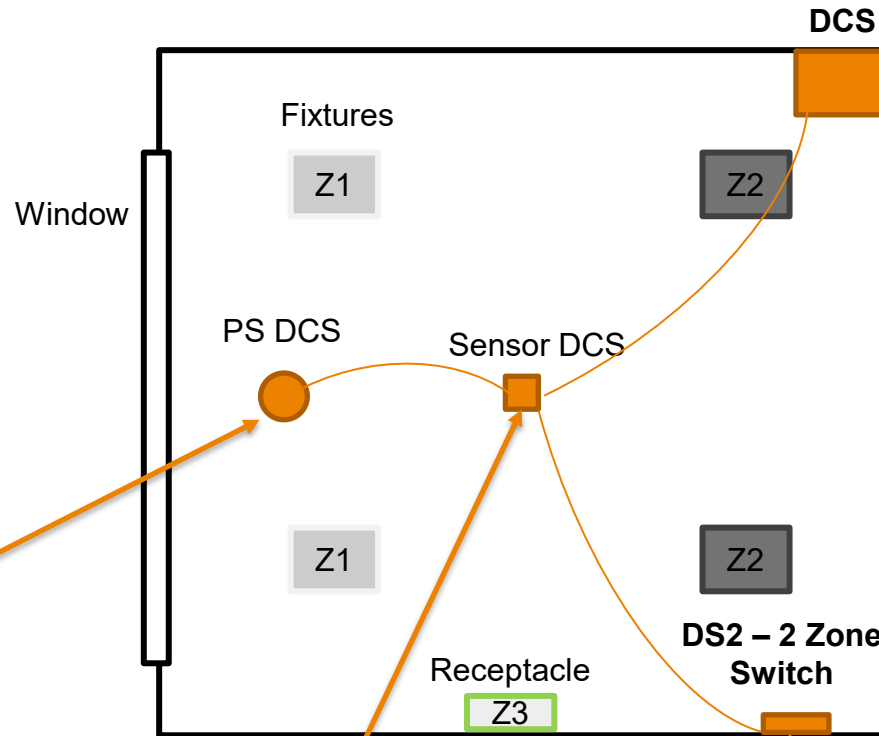 DCS
Fixtures
Z1
Z2
Window
PS DCS
Sensor DCS
Z1
Z2
DS2 – 2 Zone
Switch
Receptacle
Z3